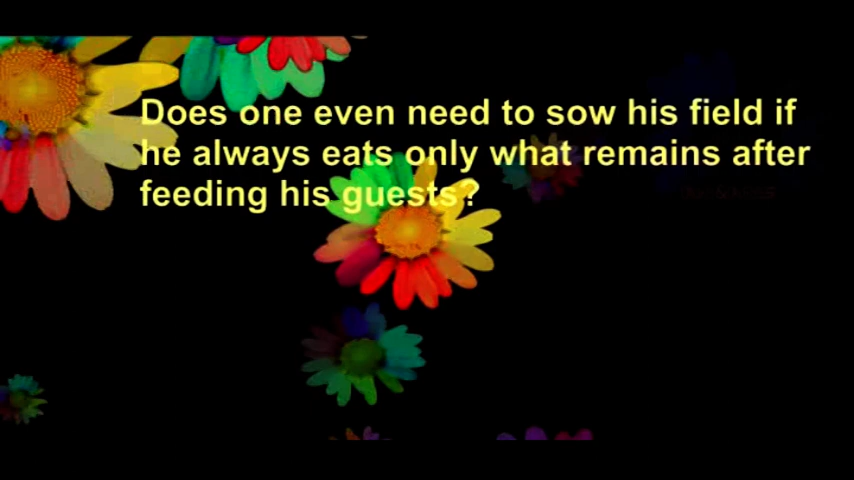 Does one even need to sow his field if
he always eats only what remains after
feeding his guests?